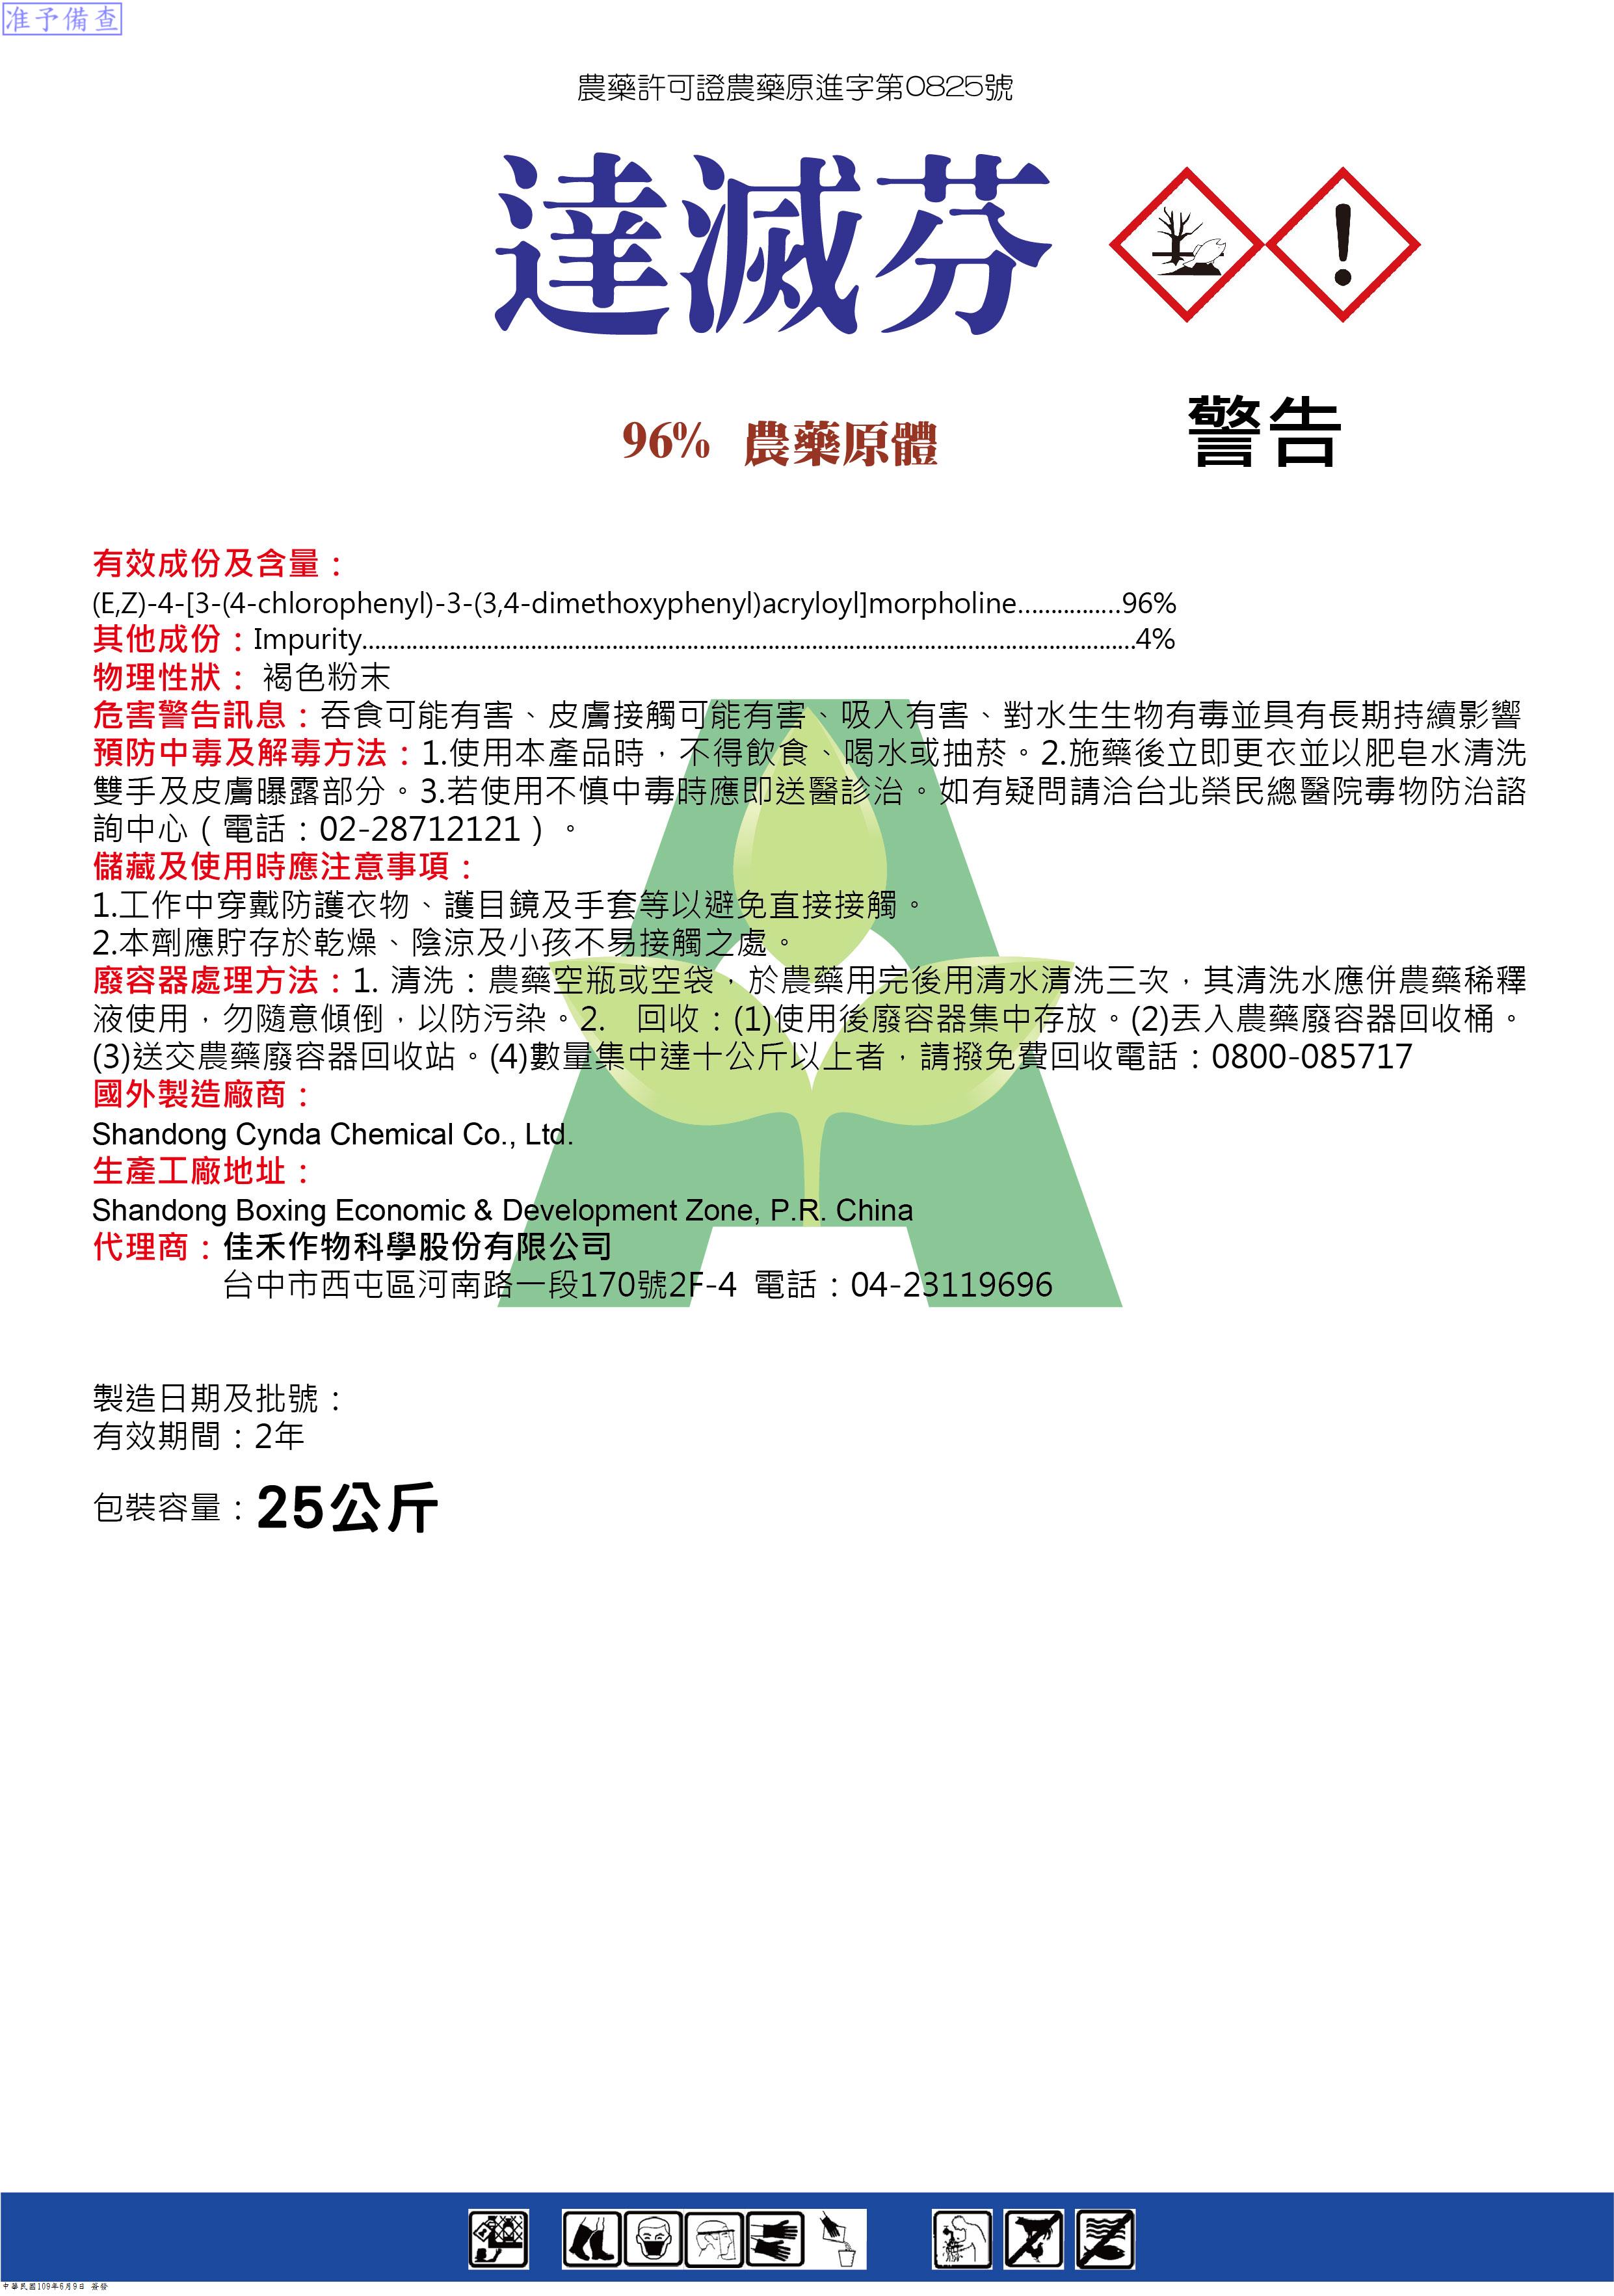 准予備查
農藥許可證農藥原進字第0825號
達滅芬
96% 農藥原體
警告
有效成份及含量：
(E,Z)-4-[3-(4-chlorophenyl)-3-(3,4-dimethoxyphenyl)acryloyl]morpholine................96%
其他成份：Impurity............................................................................................................................4%
物理性狀： 褐色粉末
危害警告訊息：吞食可能有害、皮膚接觸可能有害、吸入有害、對水生生物有毒並具有長期持續影響
預防中毒及解毒方法：1.使用本產品時，不得飲食、喝水或抽菸。2.施藥後立即更衣並以肥皂水清洗
雙手及皮膚曝露部分。3.若使用不慎中毒時應即送醫診治。如有疑問請洽台北榮民總醫院毒物防治諮
詢中心（電話：02-28712121）。
儲藏及使用時應注意事項：
1.工作中穿戴防護衣物、護目鏡及手套等以避免直接接觸。
2.本劑應貯存於乾燥、陰涼及小孩不易接觸之處。
廢容器處理方法：1. 清洗：農藥空瓶或空袋，於農藥用完後用清水清洗三次，其清洗水應併農藥稀釋
液使用，勿隨意傾倒，以防污染。2. 回收：(1)使用後廢容器集中存放。(2)丟入農藥廢容器回收桶。
(3)送交農藥廢容器回收站。(4)數量集中達十公斤以上者，請撥免費回收電話：0800-085717
國外製造廠商：
Shandong Cynda Chemical Co., Ltd.
生產工廠地址：
Shandong Boxing Economic & Development Zone, P.R. China
代理商：佳禾作物科學股份有限公司
台中市西屯區河南路一段170號2F-4 電話：04-23119696
製造日期及批號：
有效期間：2年
包裝容量：25公斤
中華民國109年6月9日 簽發